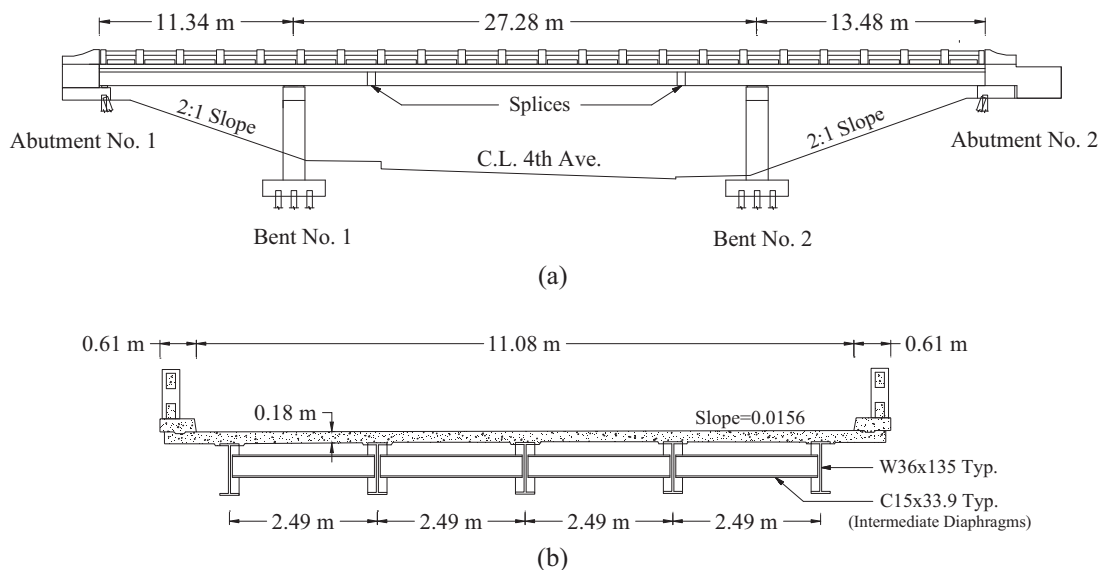 11.34 m 27.28 m 13.48 m
Splices
2:1 Slope
2:1 Slope
Abutment No. 1
Abutment No. 2
C.L. 4th Ave.
Bent No. 1
Bent No. 2
(a)
0.61 m 11.08 m 0.61 m
0.18 m
Slope=0.0156
W36x135 Typ.
C15x33.9 Typ.
(Intermediate Diaphragms)
2.49 m 2.49 m 2.49 m 2.49 m
(b)